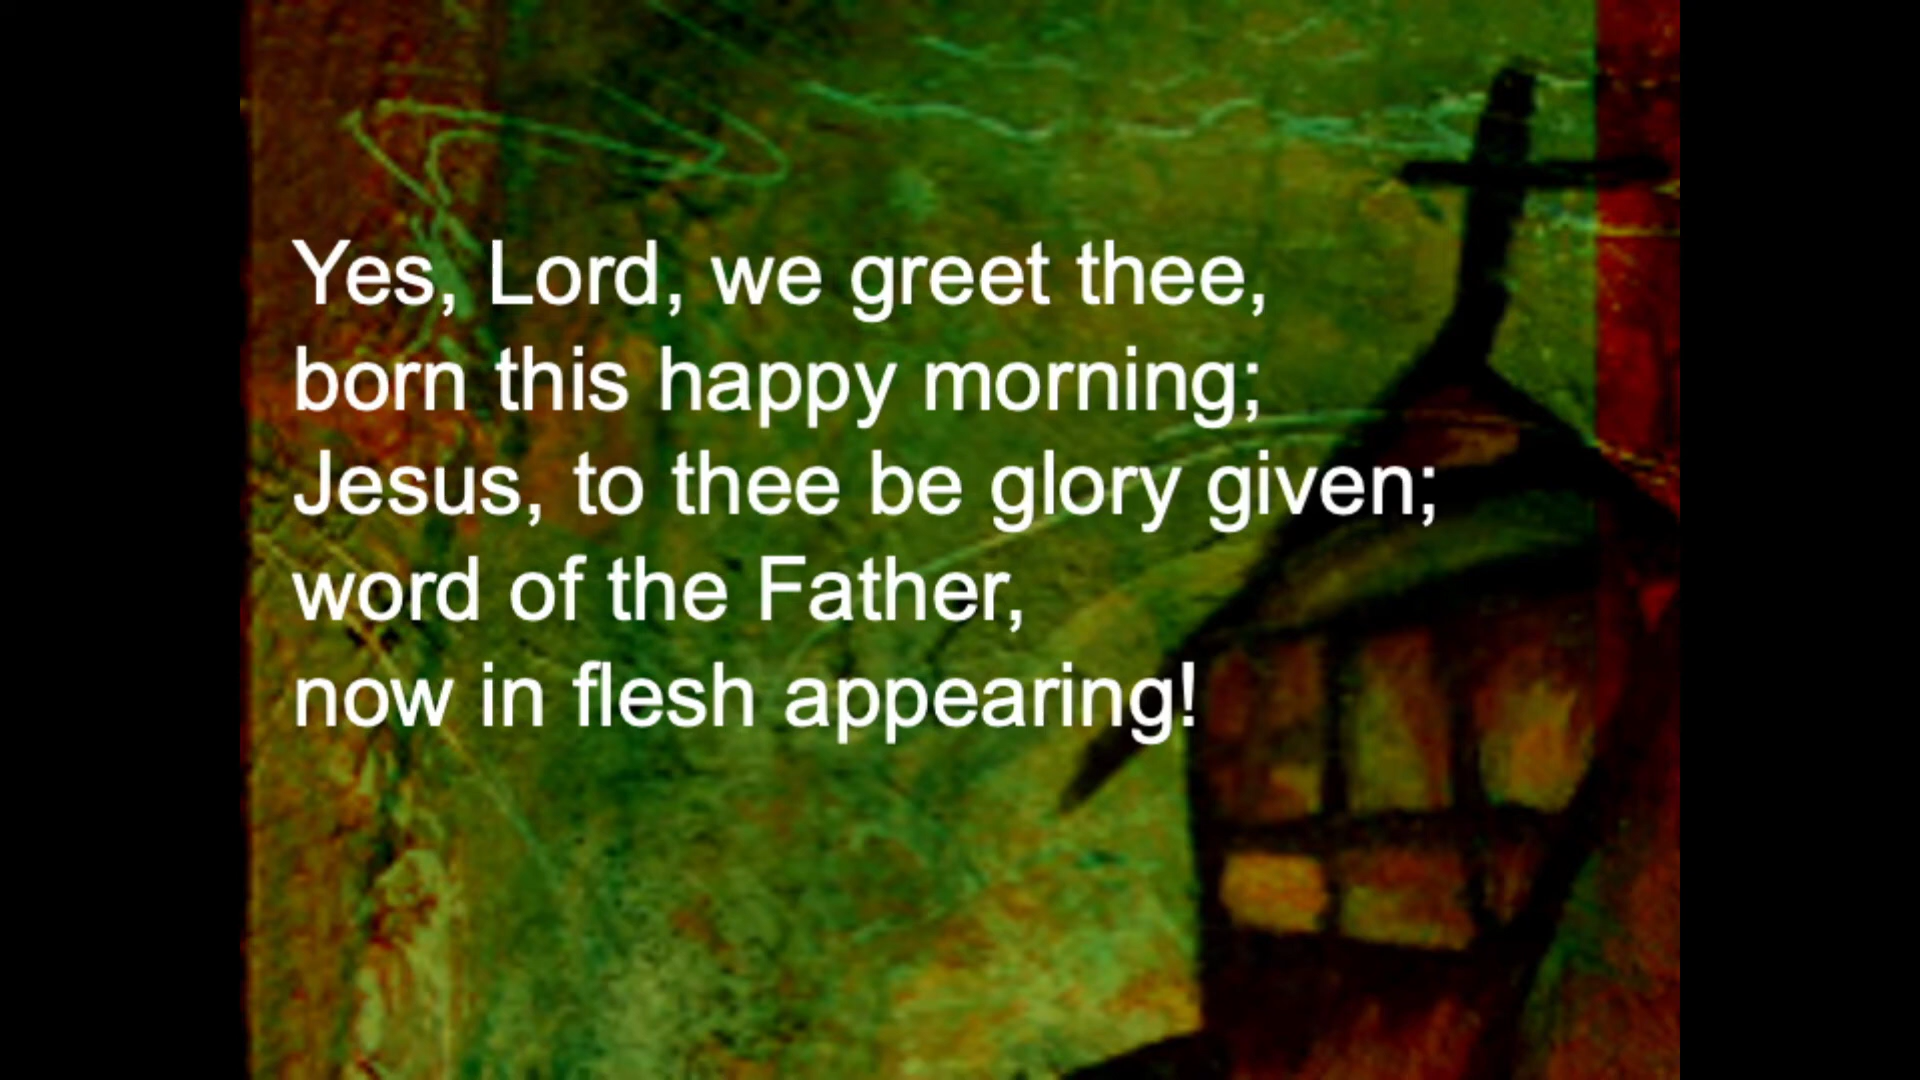 Yes, Lord, we greet thee,
born this happy morning;
Jesus, to thee be glory given;
word of the Father,
now in flesh appearing!